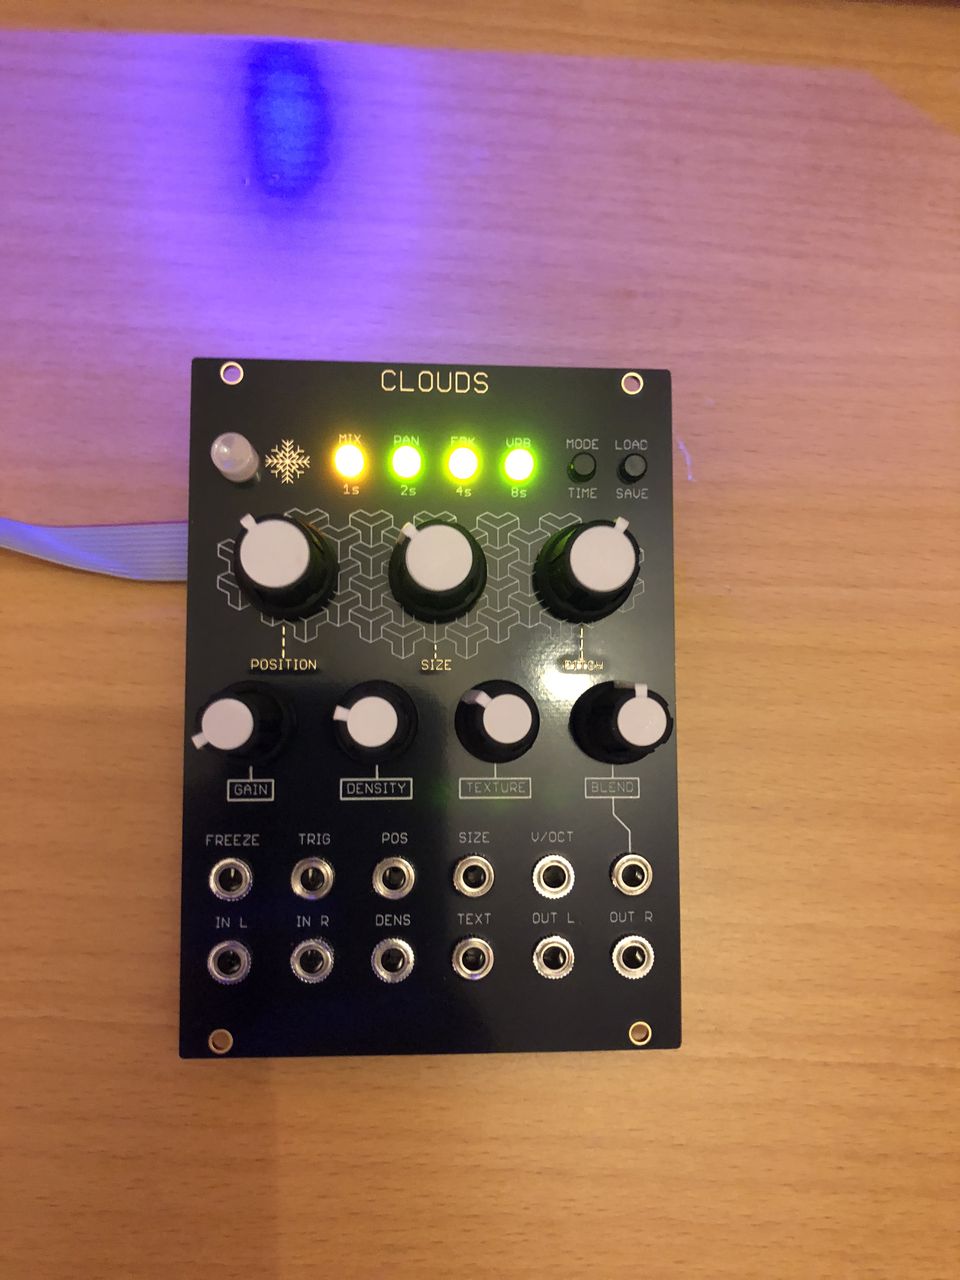 CLOUDS
MIX PAN FBK VRB MODE LOAD
1s 2s 4s 8s TIME SAVE
POSITION SIZE
GAIN DENSITY TEXTURE BLEND
FREEZE TRIG POS SIZE V/OCT
IN L IN R DENS TEXT OUT L OUT R